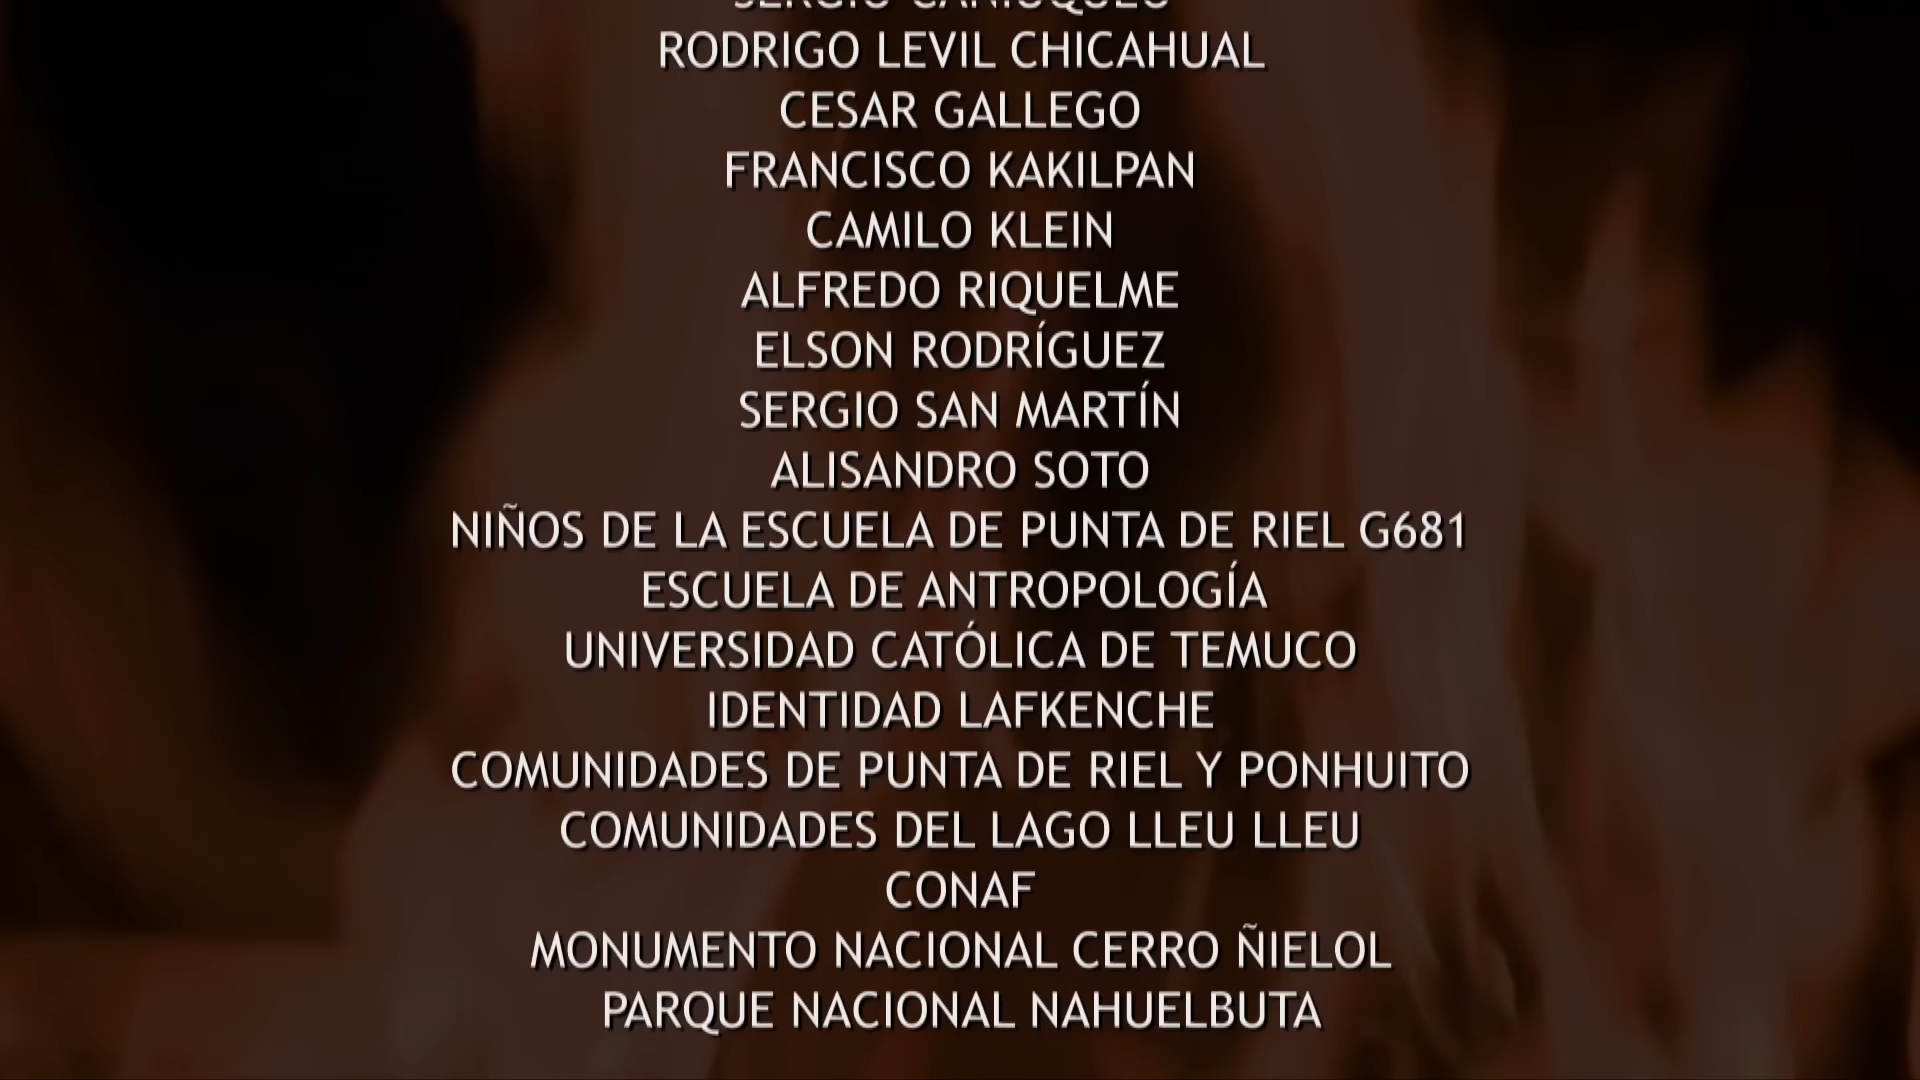 RODRIGO LEVIL CHICAHUAL
CESAR GALLEGO
FRANCISCO KAKILPAN
CAMILO KLEIN
ALFREDO RIQUELME
ELSON RODRÍGUEZ
SERGIO SAN MARTÍN
ALISANDRO SOTO
NIÑOS DE LA ESCUELA DE PUNTA DE RIEL G681
ESCUELA DE ANTROPOLOGÍA
UNIVERSIDAD CATÓLICA DE TEMUCO
IDENTIDAD LAFKENCHE
COMUNIDADES DE PUNTA DE RIEL Y PONHUITO
COMUNIDADES DEL LAGO LLEU LLEU
CONAF
MONUMENTO NACIONAL CERRO ÑIELOL
PARQUE NACIONAL NAHUELBUTA